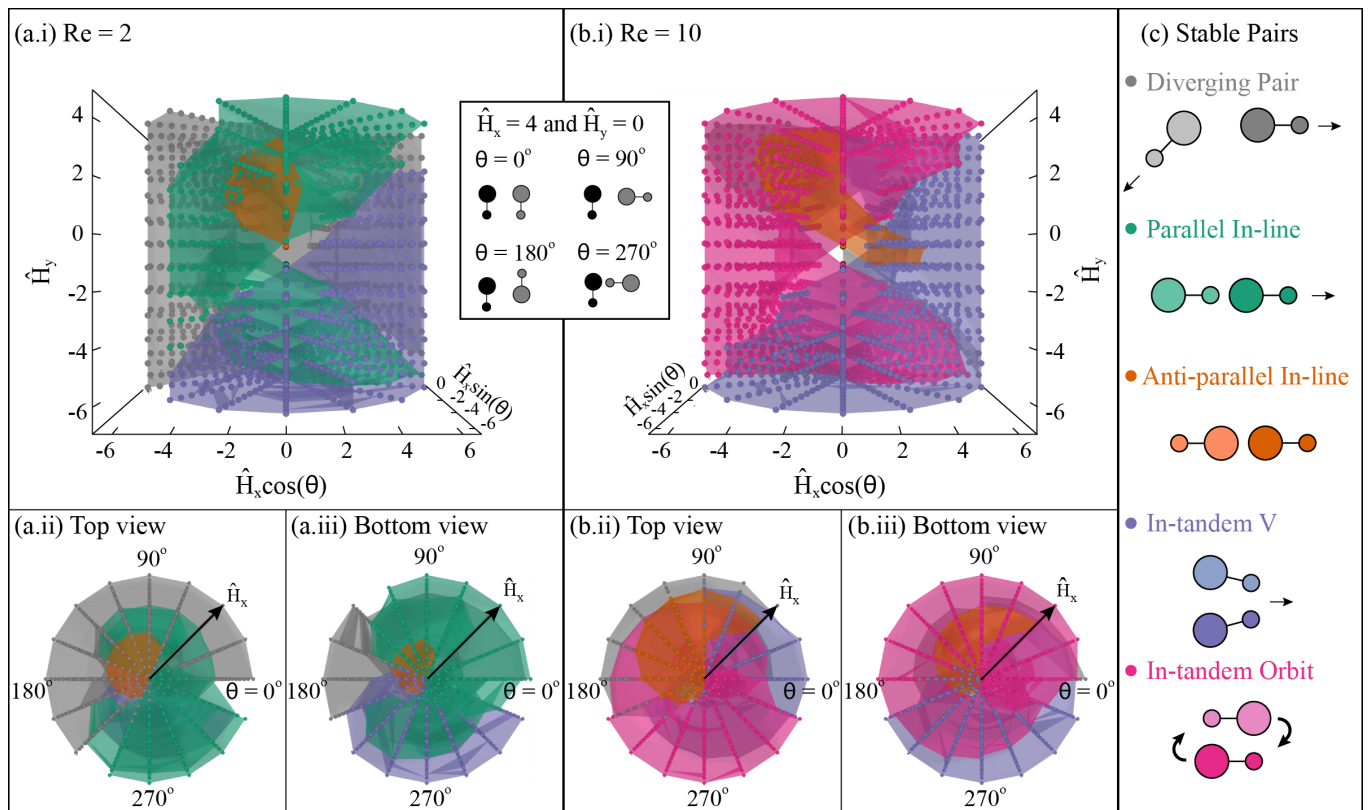 (a.i) Re = 2
4
2
0
-2
-4
-6
Ĥy
-6
-4
-2
0
2
4
6
Ĥxcos(θ)
Ĥxsin(θ)
0
-2
-4
-6
Ĥx = 4 and Ĥy = 0
θ = 0°
θ = 90°
θ = 180°
θ = 270°
(b.i) Re = 10
4
2
0
-2
-4
-6
Ĥy
Ĥxsin(θ)
0
-2
-4
-6
-6
-4
-2
0
2
4
6
Ĥxcos(θ)
(c) Stable Pairs
Diverging Pair
Parallel In-line
Anti-parallel In-line
In-tandem V
In-tandem Orbit
(a.ii) Top view
90°
Ĥx
180°
θ = 0°
270°
(a.iii) Bottom view
90°
Ĥx
180°
θ = 0°
270°
(b.ii) Top view
90°
Ĥx
180°
θ = 0°
270°
(b.iii) Bottom view
90°
Ĥx
180°
θ = 0°
270°